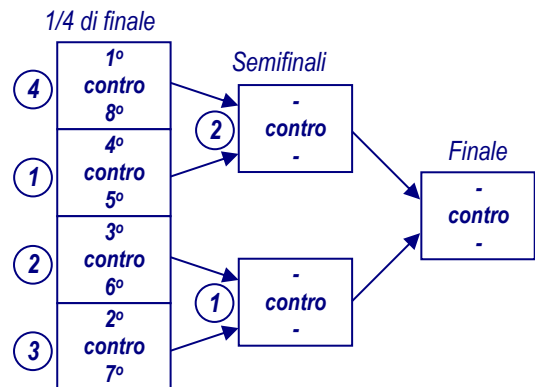 1/4 di finale
4
1º
contro
8º
1
4º
contro
5º
2
3º
contro
6º
3
2º
contro
7º
Semifinali
2
-
contro
-
1
-
contro
-
Finale
-
contro
-